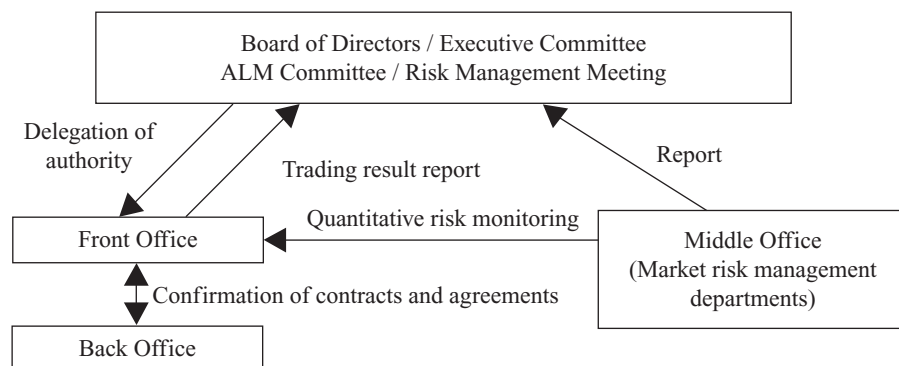 Board of Directors / Executive Committee
ALM Committee / Risk Management Meeting
Delegation of
authority
Trading result report
Report
Quantitative risk monitoring
Front Office
Middle Office
(Market risk management
departments)
Confirmation of contracts and agreements
Back Office